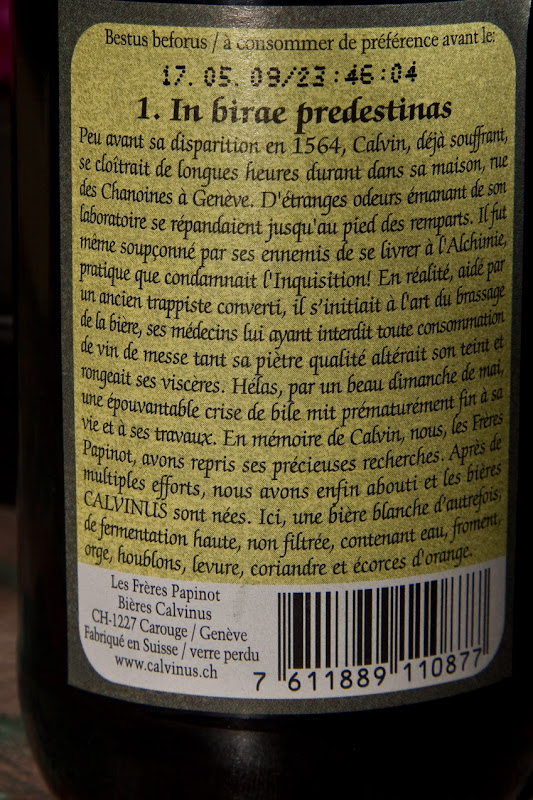 Bestus beforus / à consommer de préférence avant le:
17. 05. 09/23:46:04
1. In birae predestinas
Peu avant sa disparition en 1564, Calvin, déjà souffrant,
se cloîtrait de longues heures durant dans sa maison, rue
des Chanoines à Genève. D'étranges odeurs émanant de son
laboratoire se répandaient jusqu'au pied des remparts. Il fut
même soupçonné par ses ennemis de se livrer à l'Alchimie,
pratique que condamnait l'Inquisition! En réalité, aidé par
un ancien trappiste converti, il s'initiait à l'art du brassage
de la bière, ses médecins lui ayant interdit toute consommation
de vin de messe tant sa piètre qualité altérait son teint et
rongeait ses viscères. Hélas, par un beau dimanche de mai,
une épouvantable crise de bile mit prématurément fin à sa
vie et à ses travaux. En mémoire de Calvin, nous, les Frères
Papinot, avons repris ses précieuses recherches. Après de
multiples efforts, nous avons enfin abouti et les bières
CALVINUS sont nées. Ici, une bière blanche d'autrefois,
de fermentation haute, non filtrée, contenant eau, froment,
orge, houblons, levure, coriandre et écorces d'orange.
Les Frères Papinot
Bières Calvinus
CH-1227 Carouge / Genève
Fabriqué en Suisse / verre perdu
www.calvinus.ch
7 611889 110877